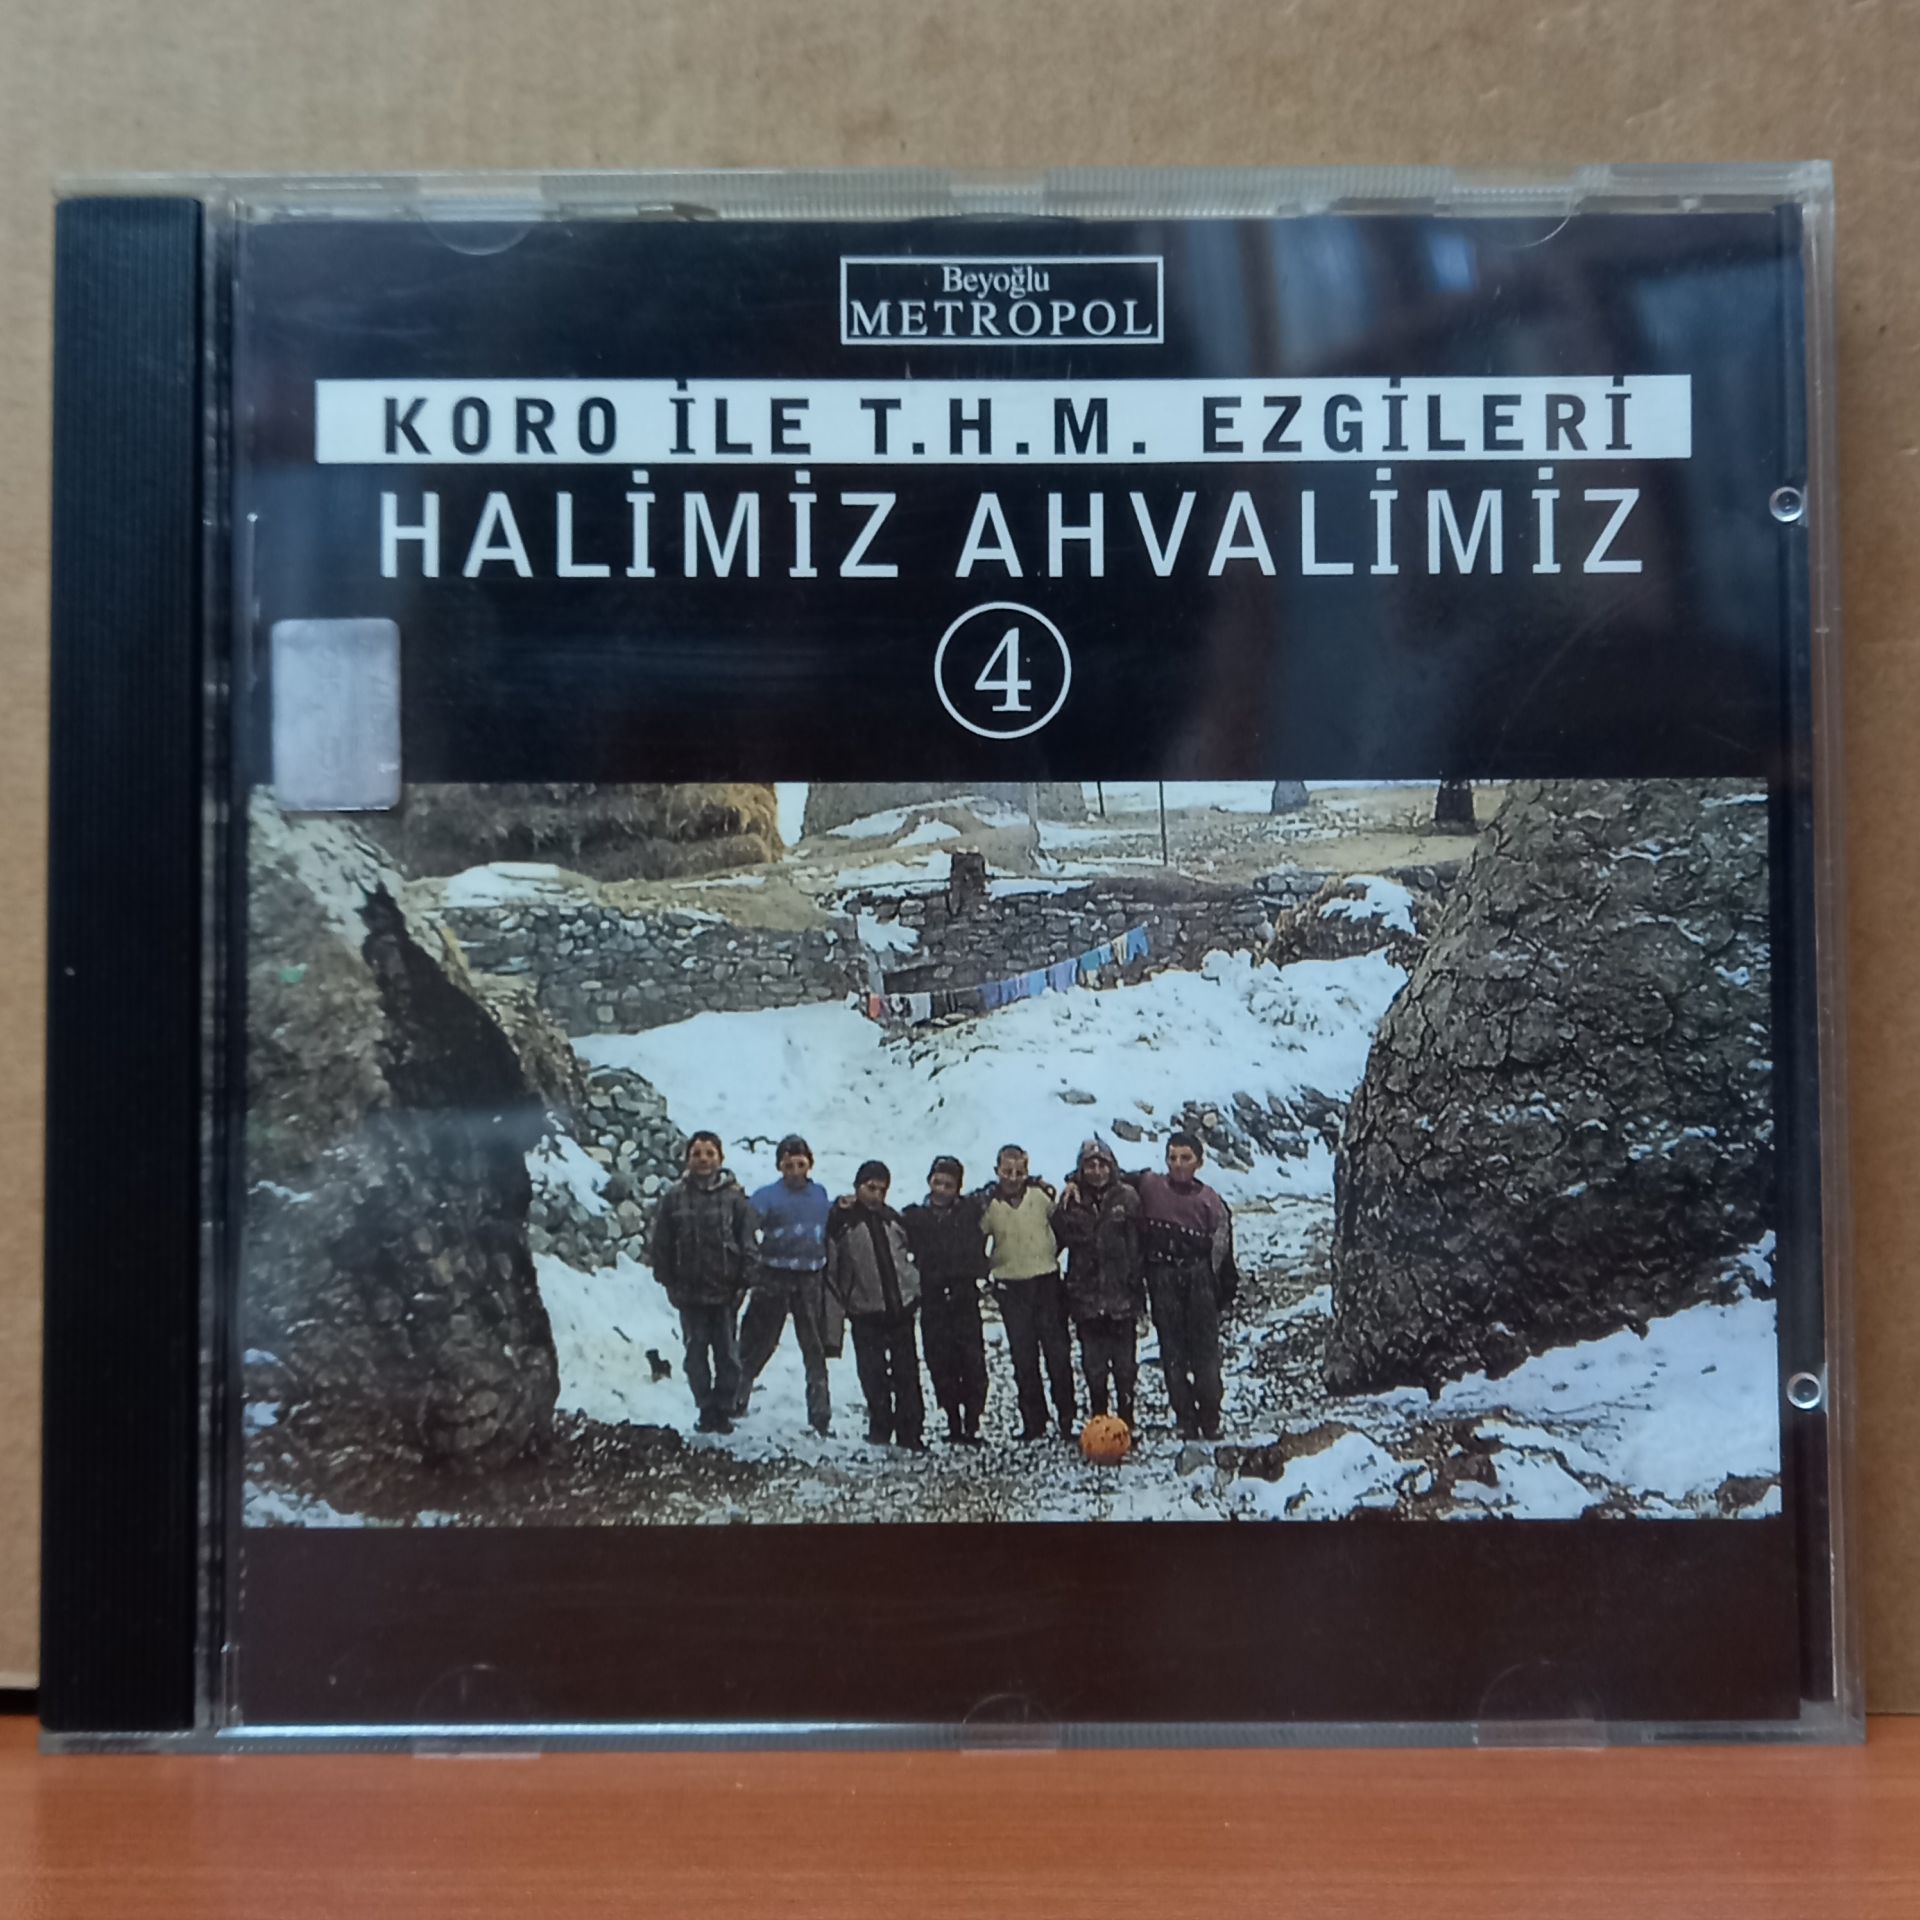 Beyoğlu
METROPOL
KORO İLE T.H.M. EZGİLERİ
HALİMİZ AHVALİMİZ
4